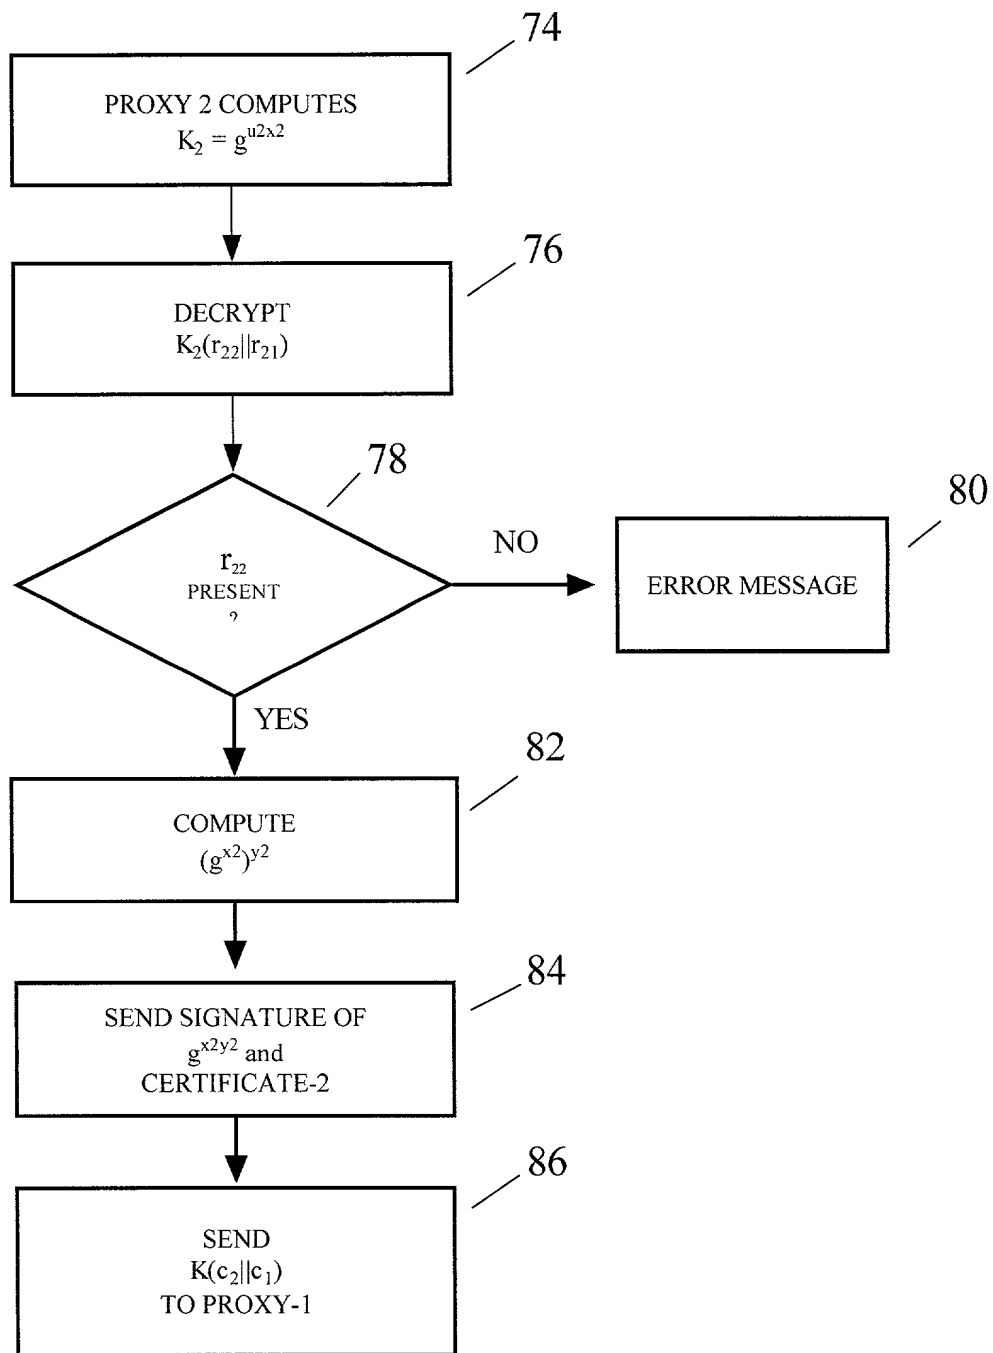 74
PROXY 2 COMPUTES
K₂ = g^{u2x2}
76
DECRYPT
K₂(r₂₂||r₂₁)
78
r₂₂
PRESENT
?
NO
80
ERROR MESSAGE
YES
82
COMPUTE
(g^{x2})^{y2}
84
SEND SIGNATURE OF
g^{x2y2} and
CERTIFICATE-2
86
SEND
K(c₂||c₁)
TO PROXY-1